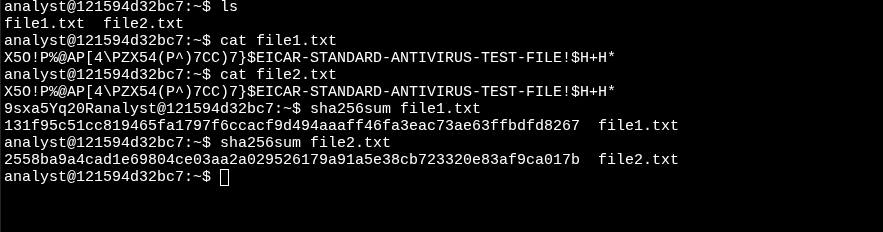 analyst@121594d32bc7:~$ ls
file1.txt  file2.txt
analyst@121594d32bc7:~$ cat file1.txt
X5O!P%@AP[4\PZX54(P^)7CC)7}$EICAR-STANDARD-ANTIVIRUS-TEST-FILE!$H+H*
analyst@121594d32bc7:~$ cat file2.txt
X5O!P%@AP[4\PZX54(P^)7CC)7}$EICAR-STANDARD-ANTIVIRUS-TEST-FILE!$H+H*
9sxa5Yq20Ranalyst@121594d32bc7:~$ sha256sum file1.txt
131f95c51cc819465fa1797f6ccacf9d494aaaff46fa3eac73ae63ffbdfd8267  file1.txt
analyst@121594d32bc7:~$ sha256sum file2.txt
2558ba9a4cad1e69804ce03aa2a029526179a91a5e38cb723320e83af9ca017b  file2.txt
analyst@121594d32bc7:~$